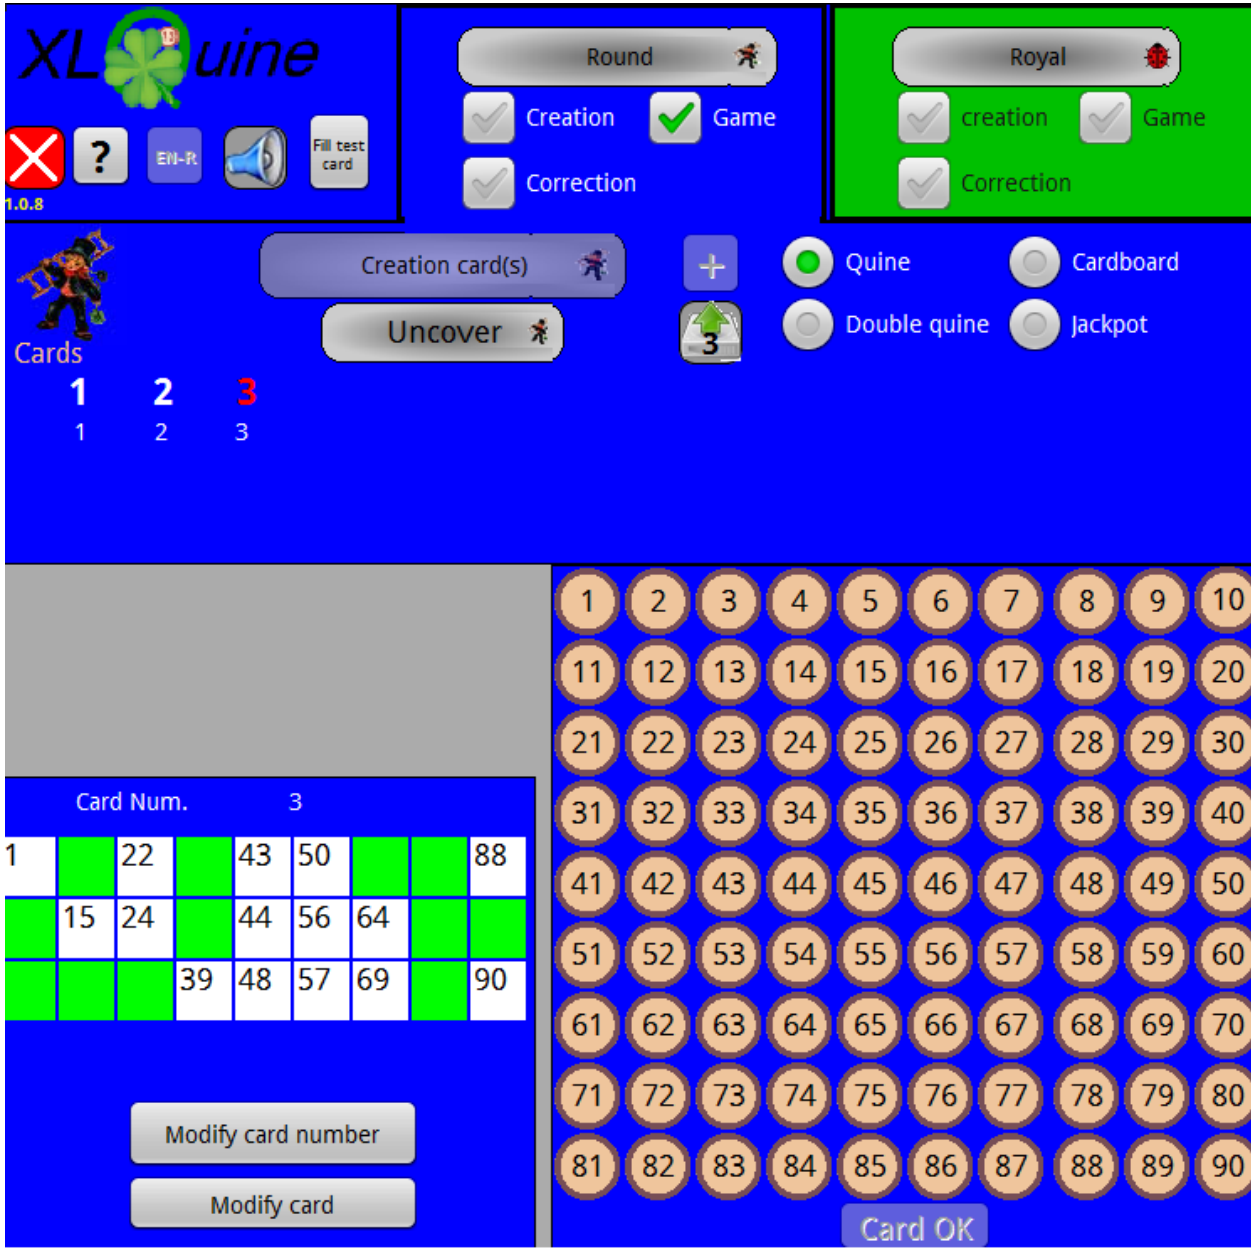 XLQuine
13
Round
Royal
Creation
Game
creation
Game
?
EN-R
Fill test
card
Correction
Correction
1.0.8
Creation card(s)
+
Quine
Cardboard
Uncover
3
Double quine
Jackpot
Cards
1 2 3
1 2 3
1 2 3 4 5 6 7 8 9 10
11 12 13 14 15 16 17 18 19 20
21 22 23 24 25 26 27 28 29 30
31 32 33 34 35 36 37 38 39 40
41 42 43 44 45 46 47 48 49 50
51 52 53 54 55 56 57 58 59 60
61 62 63 64 65 66 67 68 69 70
71 72 73 74 75 76 77 78 79 80
81 82 83 84 85 86 87 88 89 90
Card Num. 3
1 22 43 50 88
15 24 44 56 64
39 48 57 69 90
Modify card number
Modify card
Card OK